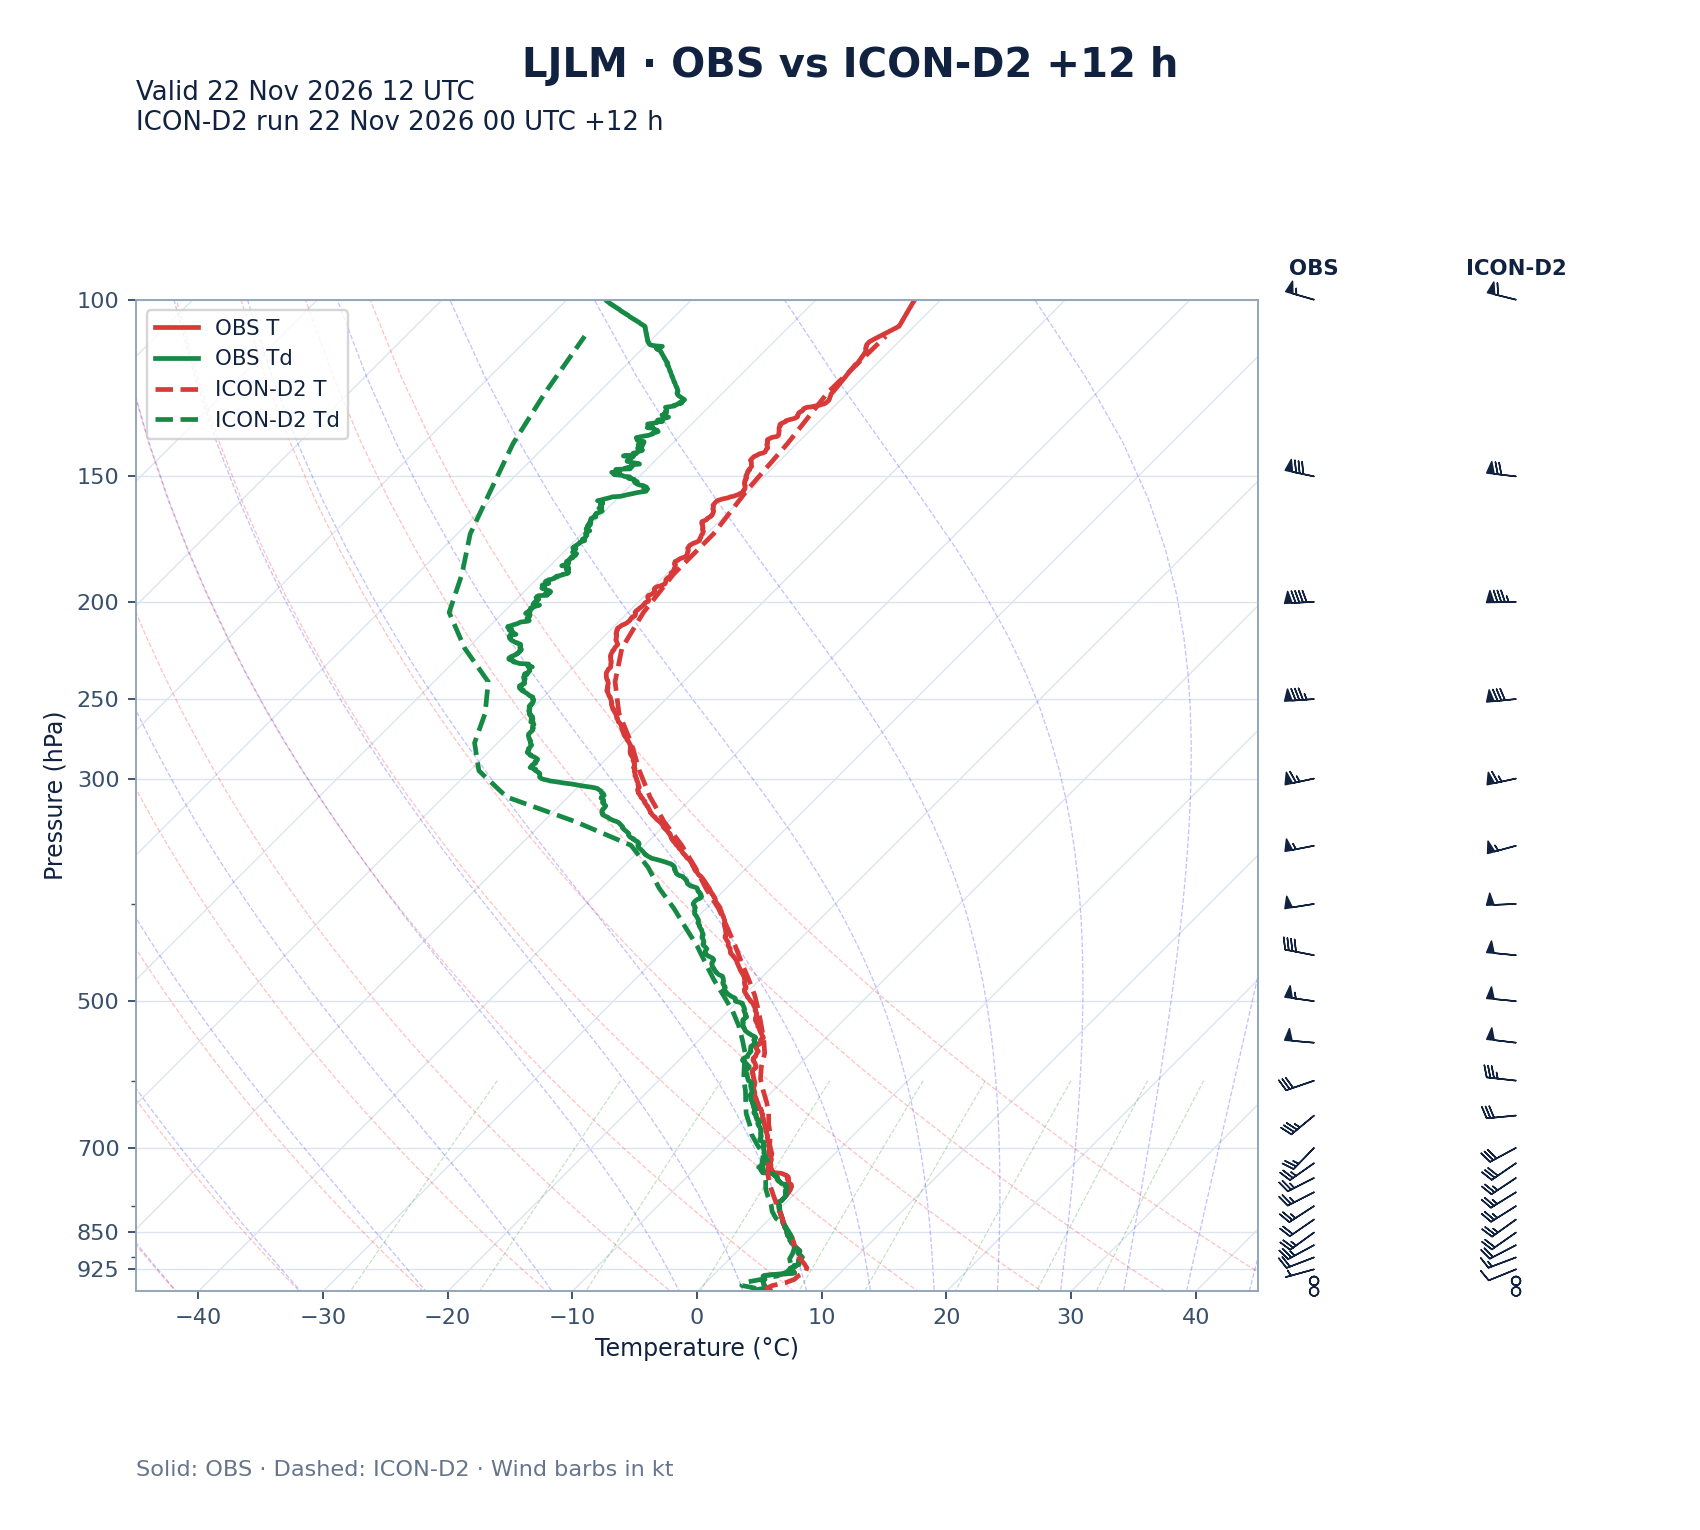 LJLM · OBS vs ICON-D2 +12 h
Valid 22 Nov 2026 12 UTC
ICON-D2 run 22 Nov 2026 00 UTC +12 h
OBS
ICON-D2
OBS T
OBS Td
ICON-D2 T
ICON-D2 Td
100
150
200
250
300
500
700
850
925
Pressure (hPa)
−40
−30
−20
−10
0
10
20
30
40
Temperature (°C)
Solid: OBS · Dashed: ICON-D2 · Wind barbs in kt